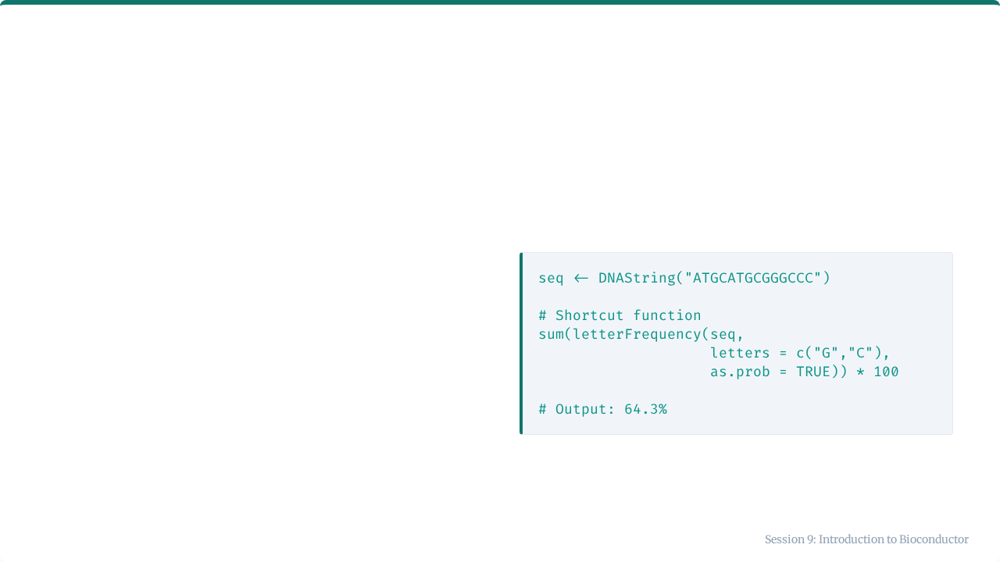 seq <- DNAString("ATGCATGCGGGCCC")
# Shortcut function
sum(letterFrequency(seq,
letters = c("G","C"),
as.prob = TRUE)) * 100
# Output: 64.3%
Session 9: Introduction to Bioconductor